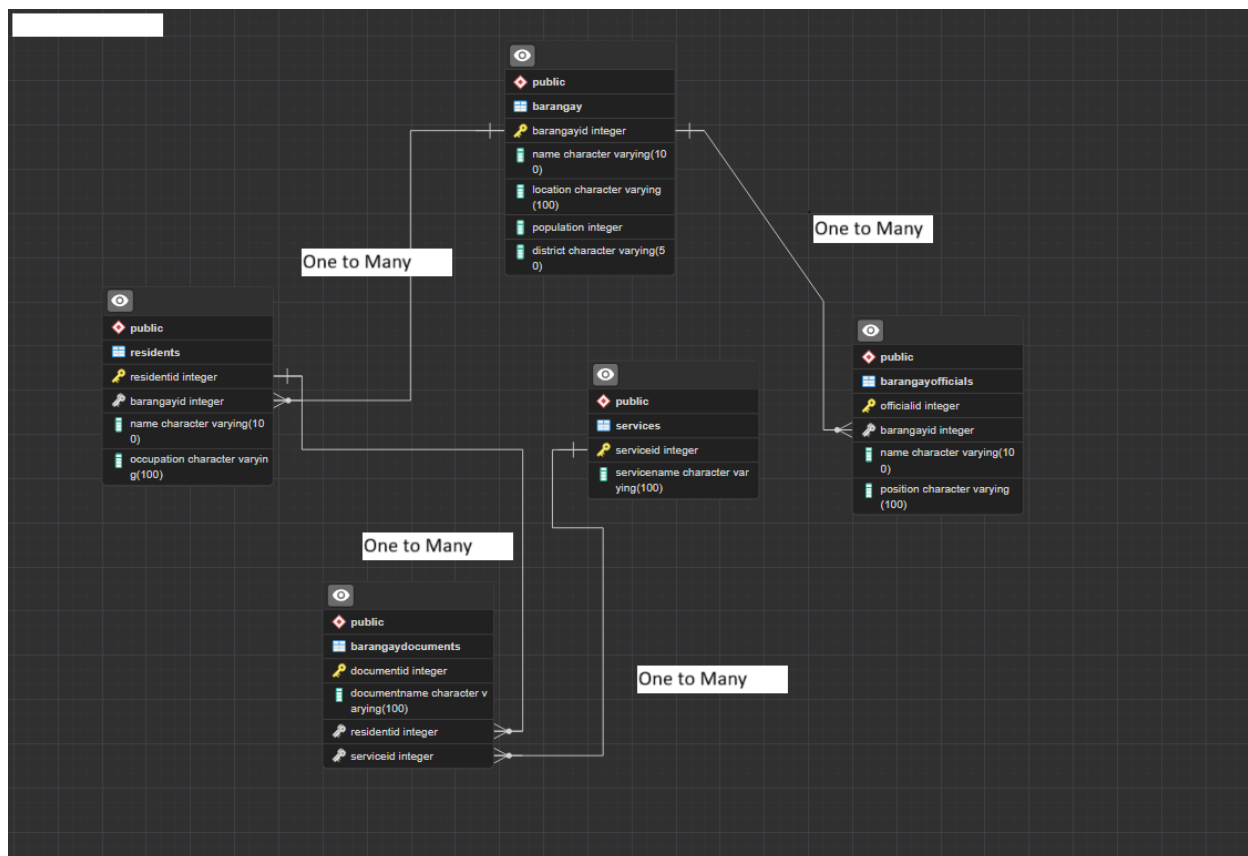 public
barangay
barangayid integer
name character varying(10
0)
location character varying
(100)
population integer
district character varying(5
0)
One to Many
One to Many
public
residents
residentid integer
barangayid integer
name character varying(10
0)
occupation character varyin
g(100)
public
services
serviceid integer
servicename character var
ying(100)
public
barangayofficials
officialid integer
barangayid integer
name character varying(10
0)
position character varying
(100)
One to Many
public
barangaydocuments
documentid integer
documentname character v
arying(100)
residentid integer
serviceid integer
One to Many